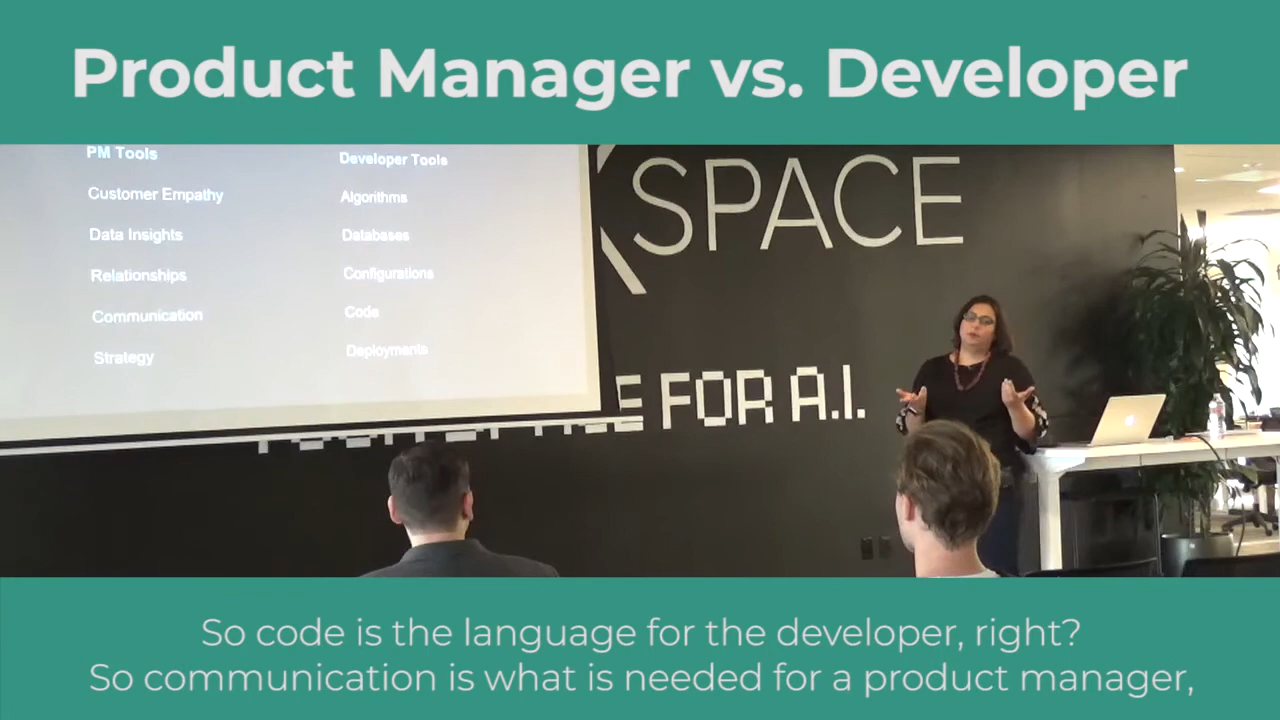 Product Manager vs. Developer
PM Tools
Customer Empathy
Data Insights
Relationships
Communication
Strategy
Developer Tools
Algorithms
Databases
Configurations
Code
Deployments
SPACE
FOR A.I.
So code is the language for the developer, right?
So communication is what is needed for a product manager,